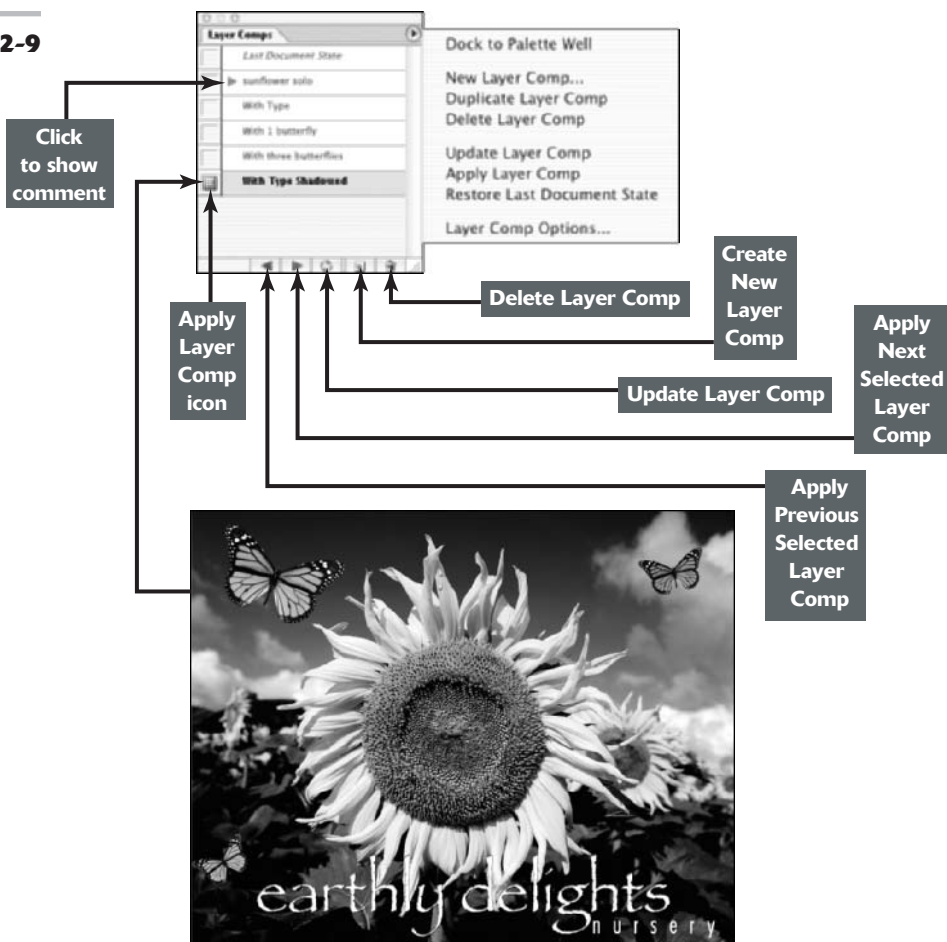 2-9
Layer Comps
Last Document State
sunflower solo
With Type
With 1 butterfly
With three butterflies
With Type Shadowed
Dock to Palette Well
New Layer Comp...
Duplicate Layer Comp
Delete Layer Comp
Update Layer Comp
Apply Layer Comp
Restore Last Document State
Layer Comp Options...
Click
to show
comment
Apply
Layer
Comp
icon
Delete Layer Comp
Create
New
Layer
Comp
Update Layer Comp
Apply
Next
Selected
Layer
Comp
Apply
Previous
Selected
Layer
Comp
earthly delights
nursery